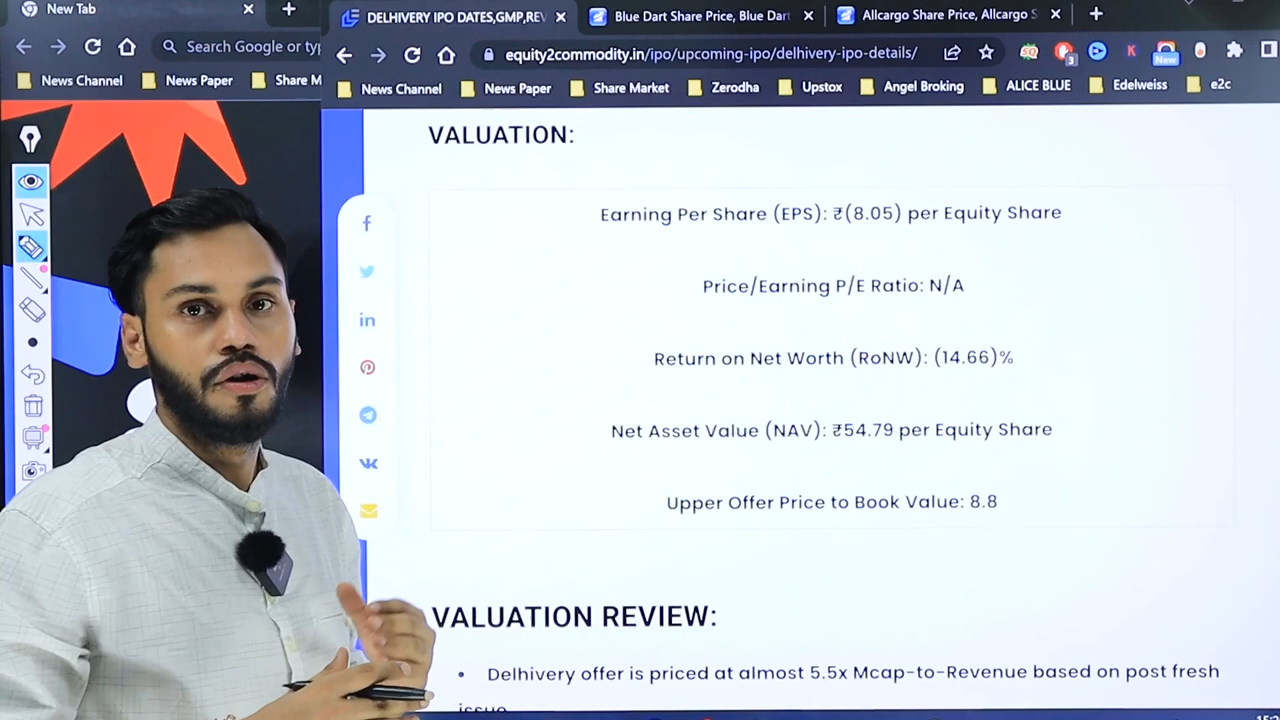 New Tab
DELHIVERY IPO DATES,GMP,REV
Blue Dart Share Price, Blue Dart
Allcargo Share Price, Allcargo S
Search Google or typ
equity2commodity.in/ipo/upcoming-ipo/delhivery-ipo-details/
3
New
News Channel
News Paper
Share M
News Channel
News Paper
Share Market
Zerodha
Upstox
Angel Broking
ALICE BLUE
Edelweiss
e2c
VALUATION:
Earning Per Share (EPS): ₹(8.05) per Equity Share
Price/Earning P/E Ratio: N/A
Return on Net Worth (RoNW): (14.66)%
Net Asset Value (NAV): ₹54.79 per Equity Share
Upper Offer Price to Book Value: 8.8
VALUATION REVIEW:
• Delhivery offer is priced at almost 5.5x Mcap-to-Revenue based on post fresh
issue